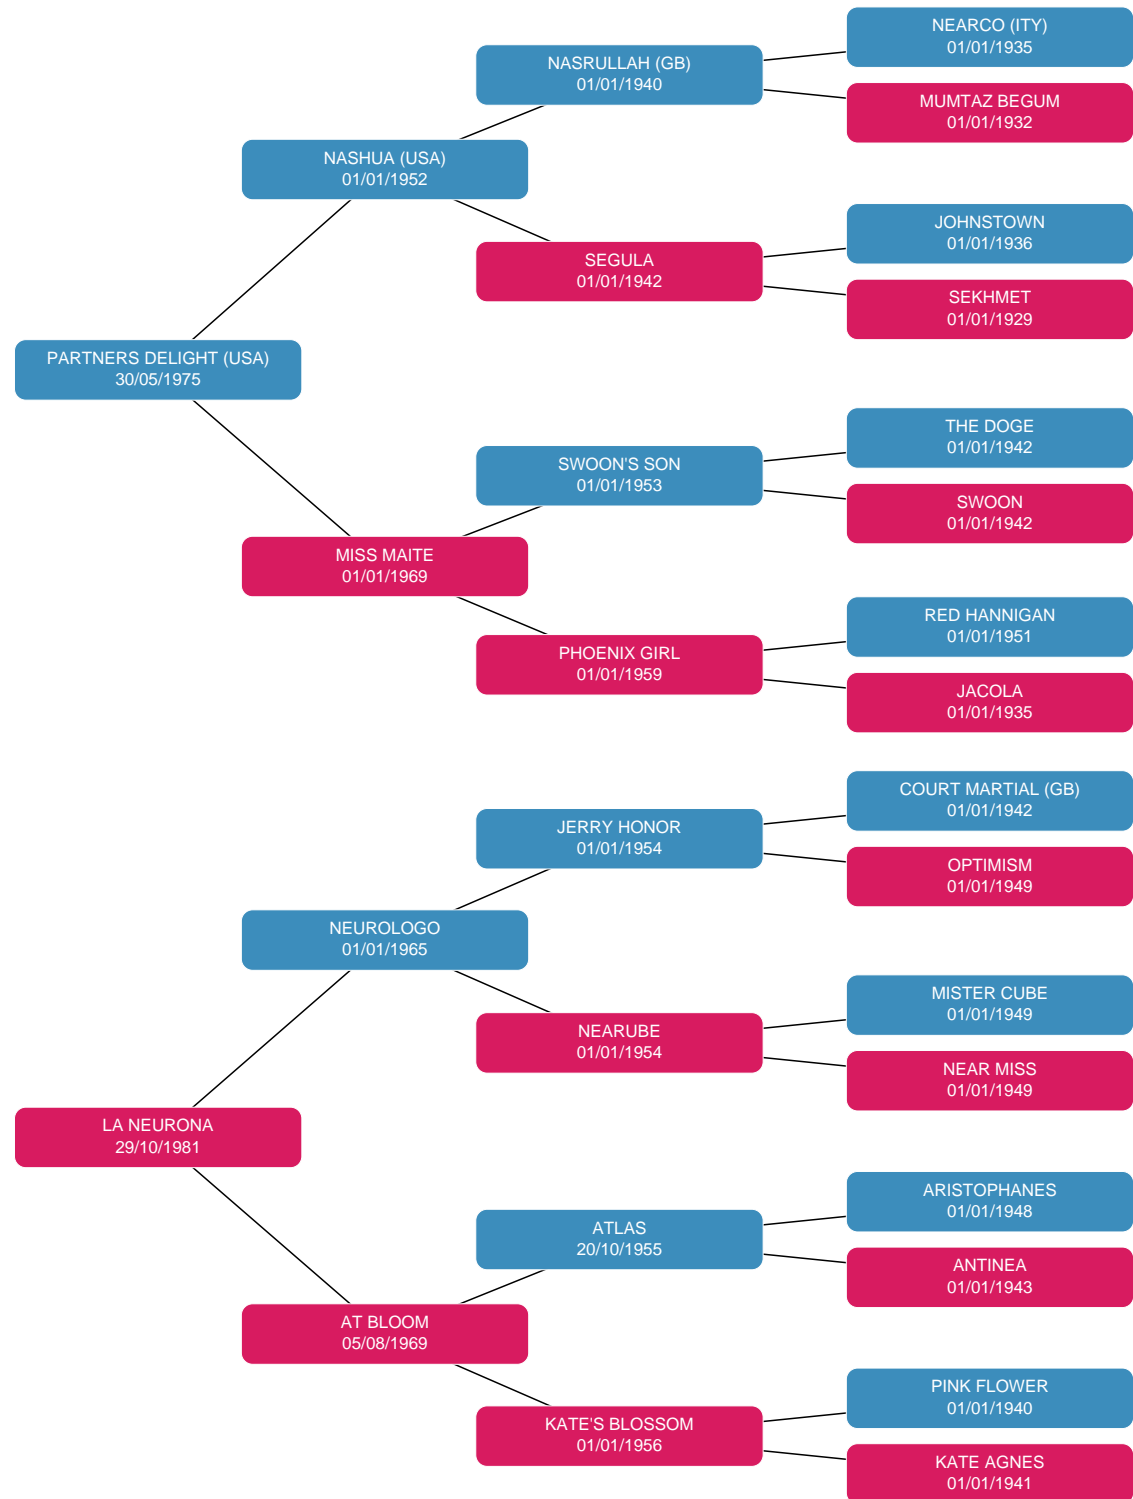 NEARCO (ITY)
01/01/1935
NASRULLAH (GB)
01/01/1940
MUMTAZ BEGUM
01/01/1932
NASHUA (USA)
01/01/1952
JOHNSTOWN
01/01/1936
SEGULA
01/01/1942
SEKHMET
01/01/1929
PARTNERS DELIGHT (USA)
30/05/1975
THE DOGE
01/01/1942
SWOON'S SON
01/01/1953
SWOON
01/01/1942
MISS MAITE
01/01/1969
RED HANNIGAN
01/01/1951
PHOENIX GIRL
01/01/1959
JACOLA
01/01/1935
COURT MARTIAL (GB)
01/01/1942
JERRY HONOR
01/01/1954
OPTIMISM
01/01/1949
NEUROLOGO
01/01/1965
MISTER CUBE
01/01/1949
NEARUBE
01/01/1954
NEAR MISS
01/01/1949
LA NEURONA
29/10/1981
ARISTOPHANES
01/01/1948
ATLAS
20/10/1955
ANTINEA
01/01/1943
AT BLOOM
05/08/1969
PINK FLOWER
01/01/1940
KATE'S BLOSSOM
01/01/1956
KATE AGNES
01/01/1941